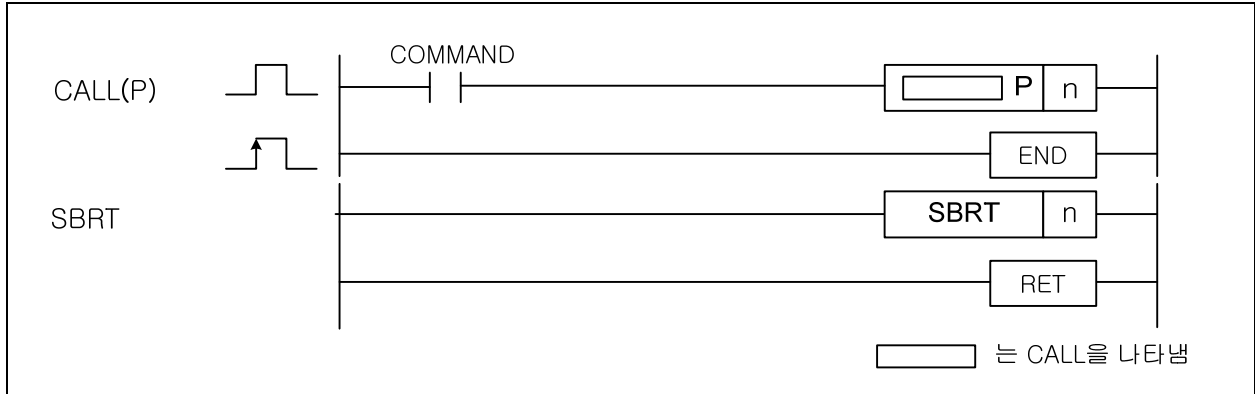 COMMAND
CALL(P) P n
END
SBRT SBRT n
RET
는 CALL을 나타냄